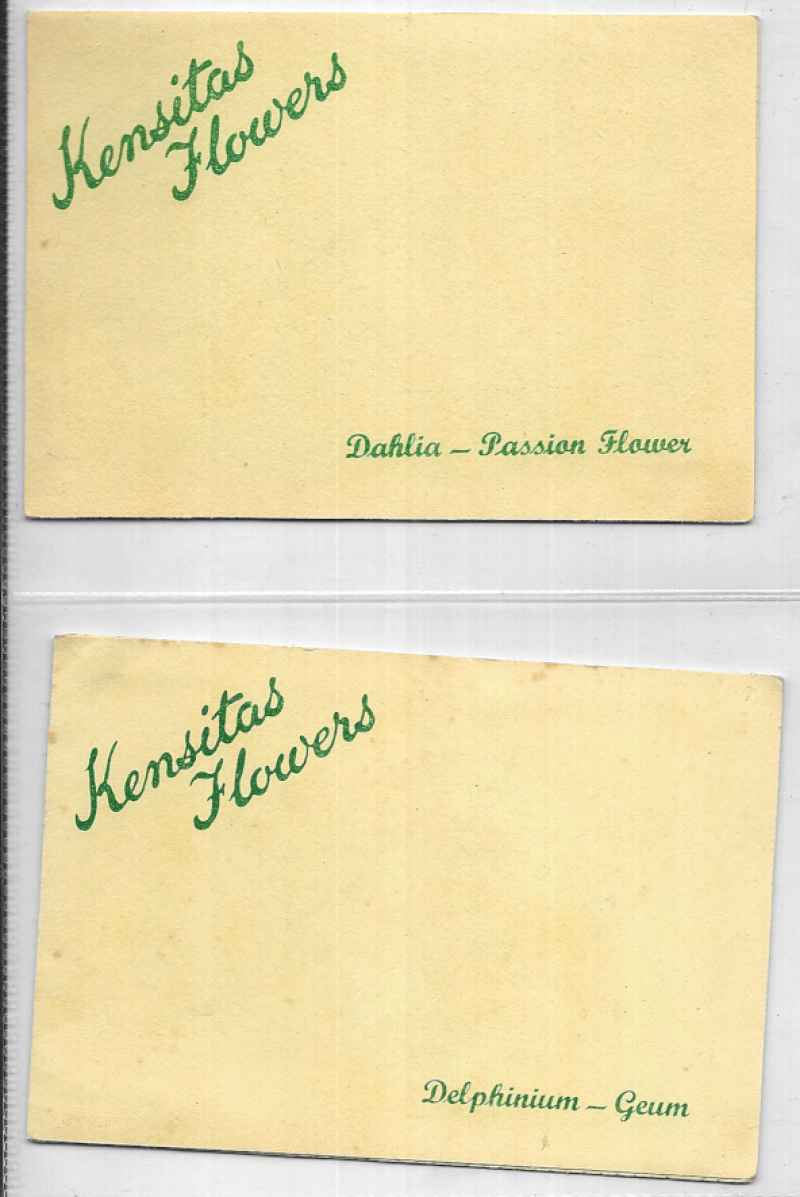 Kensitas
Flowers
Dahlia – Passion Flower
Kensitas
Flowers
Delphinium – Geum